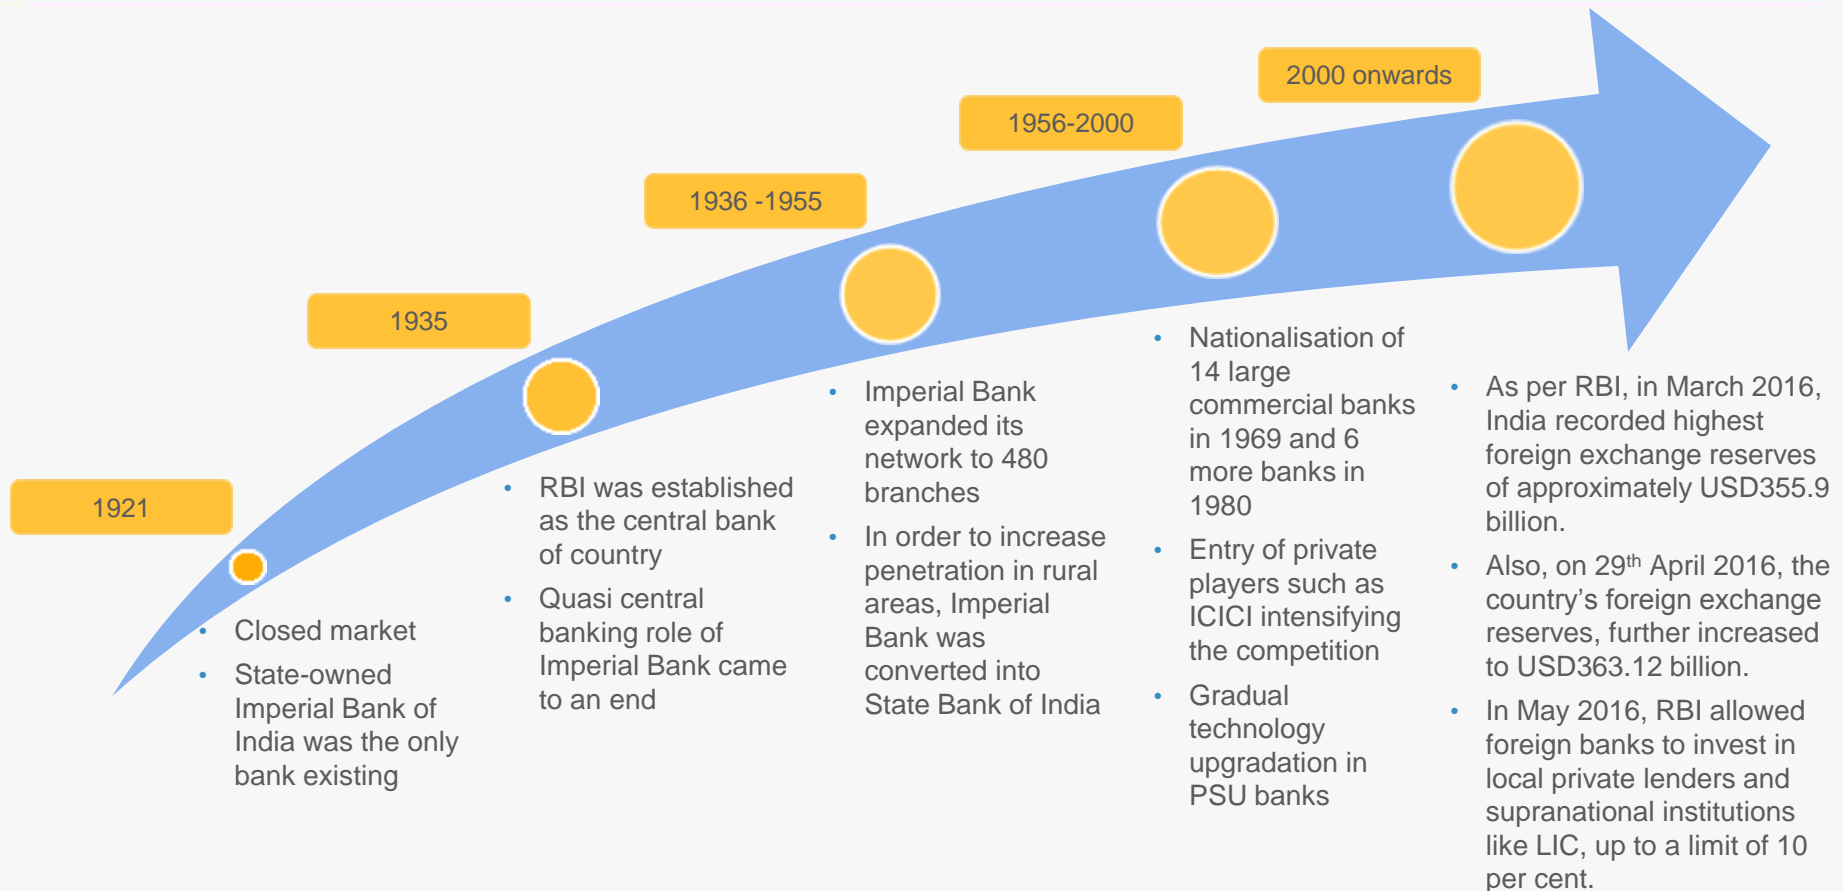 1921
• Closed market
• State-owned
Imperial Bank of
India was the only
bank existing
1935
• RBI was established
as the central bank
of country
• Quasi central
banking role of
Imperial Bank came
to an end
1936 -1955
• Imperial Bank
expanded its
network to 480
branches
• In order to increase
penetration in rural
areas, Imperial
Bank was
converted into
State Bank of India
1956-2000
• Nationalisation of
14 large
commercial banks
in 1969 and 6
more banks in
1980
• Entry of private
players such as
ICICI intensifying
the competition
• Gradual
technology
upgradation in
PSU banks
2000 onwards
• As per RBI, in March 2016,
India recorded highest
foreign exchange reserves
of approximately USD355.9
billion.
• Also, on 29th April 2016, the
country’s foreign exchange
reserves, further increased
to USD363.12 billion.
• In May 2016, RBI allowed
foreign banks to invest in
local private lenders and
supranational institutions
like LIC, up to a limit of 10
per cent.